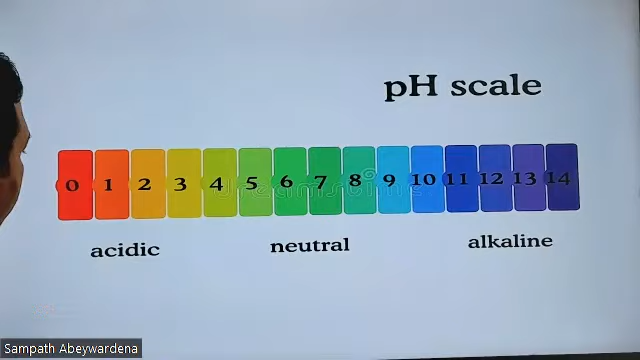 pH scale
0 1 2 3 4 5 6 7 8 9 10 11 12 13 14
acidic neutral alkaline
Sampath Abeywardena